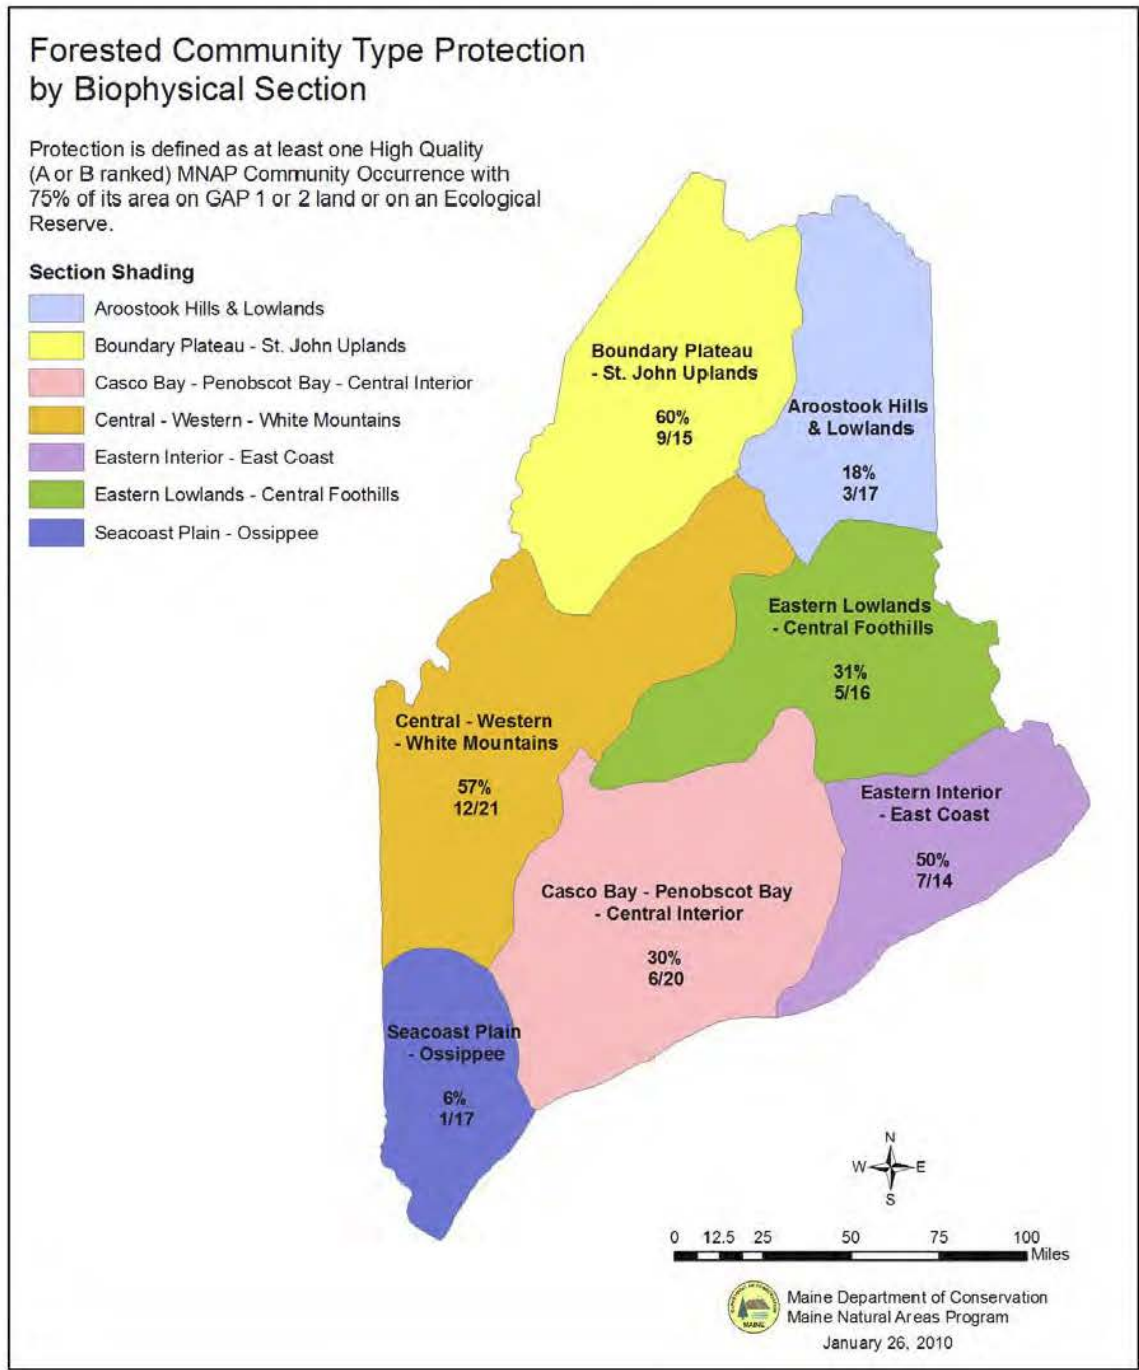 Forested Community Type Protection
by Biophysical Section
Protection is defined as at least one High Quality
(A or B ranked) MNAP Community Occurrence with
75% of its area on GAP 1 or 2 land or on an Ecological
Reserve.
Section Shading
Aroostook Hills & Lowlands
Boundary Plateau - St. John Uplands
Casco Bay - Penobscot Bay - Central Interior
Central - Western - White Mountains
Eastern Interior - East Coast
Eastern Lowlands - Central Foothills
Seacoast Plain - Ossippee
Boundary Plateau
- St. John Uplands
60%
9/15
Aroostook Hills
& Lowlands
18%
3/17
Eastern Lowlands
- Central Foothills
31%
5/16
Central - Western
- White Mountains
57%
12/21
Eastern Interior
- East Coast
50%
7/14
Casco Bay - Penobscot Bay
- Central Interior
30%
6/20
Seacoast Plain
- Ossippee
6%
1/17
N
W E
S
0 12.5 25 50 75 100
Miles
MAINE
Maine Department of Conservation
Maine Natural Areas Program
January 26, 2010